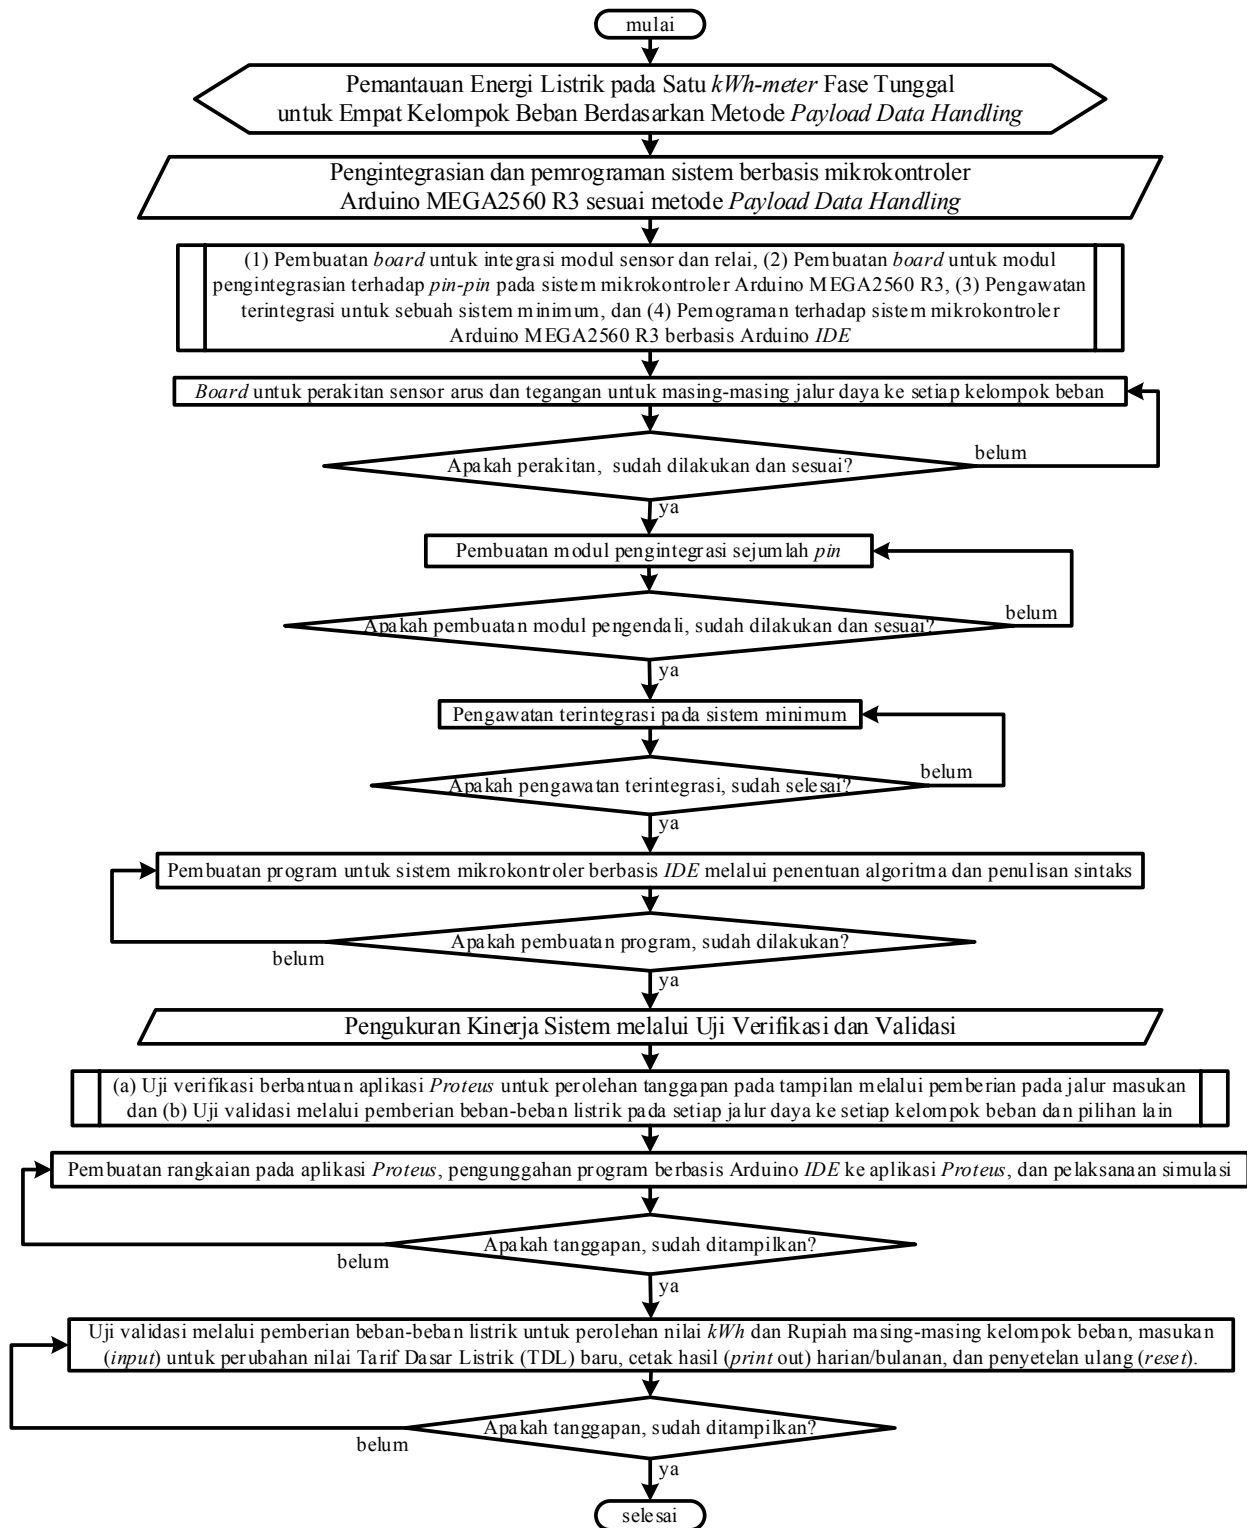 mulai
Pemantauan Energi Listrik pada Satu kWh-meter Fase Tunggal
untuk Empat Kelompok Beban Berdasarkan Metode Payload Data Handling
Pengintegrasian dan pemrograman sistem berbasis mikrokontroler
Arduino MEGA2560 R3 sesuai metode Payload Data Handling
(1) Pembuatan board untuk integrasi modul sensor dan relai, (2) Pembuatan board untuk modul
pengintegrasian terhadap pin-pin pada sistem mikrokontroler Arduino MEGA2560 R3, (3) Pengawatan
terintegrasi untuk sebuah sistem minimum, dan (4) Pemograman terhadap sistem mikrokontroler
Arduino MEGA2560 R3 berbasis Arduino IDE
Board untuk perakitan sensor arus dan tegangan untuk masing-masing jalur daya ke setiap kelompok beban
Apakah perakitan, sudah dilakukan dan sesuai?
belum
ya
Pembuatan modul pengintegrasi sejumlah pin
Apakah pembuatan modul pengendali, sudah dilakukan dan sesuai?
belum
ya
Pengawatan terintegrasi pada sistem minimum
Apakah pengawatan terintegrasi, sudah selesai?
belum
ya
Pembuatan program untuk sistem mikrokontroler berbasis IDE melalui penentuan algoritma dan penulisan sintaks
Apakah pembuatan program, sudah dilakukan?
belum
ya
Pengukuran Kinerja Sistem melalui Uji Verifikasi dan Validasi
(a) Uji verifikasi berbantuan aplikasi Proteus untuk perolehan tanggapan pada tampilan melalui pemberian pada jalur masukan
dan (b) Uji validasi melalui pemberian beban-beban listrik pada setiap jalur daya ke setiap kelompok beban dan pilihan lain
Pembuatan rangkaian pada aplikasi Proteus, pengunggahan program berbasis Arduino IDE ke aplikasi Proteus, dan pelaksanaan simulasi
Apakah tanggapan, sudah ditampilkan?
belum
ya
Uji validasi melalui pemberian beban-beban listrik untuk perolehan nilai kWh dan Rupiah masing-masing kelompok beban, masukan
(input) untuk perubahan nilai Tarif Dasar Listrik (TDL) baru, cetak hasil (print out) harian/bulanan, dan penyetelan ulang (reset).
Apakah tanggapan, sudah ditampilkan?
belum
ya
selesai